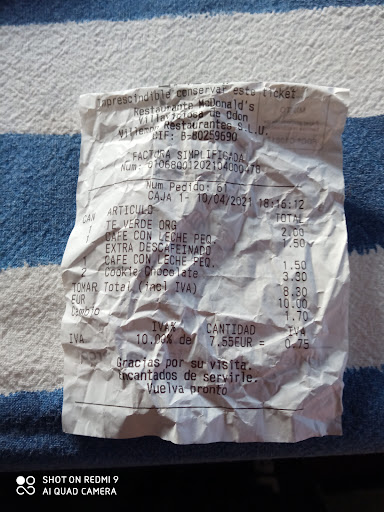 Imprescindible conservar este ticket
Restaurante McDonald's
Villaviciosa de Odon
Millenon Restaurantes S.L.U.
CIF: B-80259690
FACTURA SIMPLIFICADA
Num: 0106800120210400478
Num Pedido: 61
CAJA 1- 10/04/2021 18:16:12
CAN ARTICULO TOTAL
1 TE VERDE ORG 2.00
1 CAFE CON LECHE PEQ. 1.50
EXTRA DESCAFEINADO
1 CAFE CON LECHE PEQ. 1.50
2 Cookie Chocolate 3.30
TOMAR Total (incl IVA) 8.30
EUR 10.00
Cambio 1.70
IVA% CANTIDAD IVA
IVA 10.00% de 7.55EUR = 0.75
Gracias por su visita.
Encantados de servirle.
Vuelva pronto
SHOT ON REDMI 9
AI QUAD CAMERA